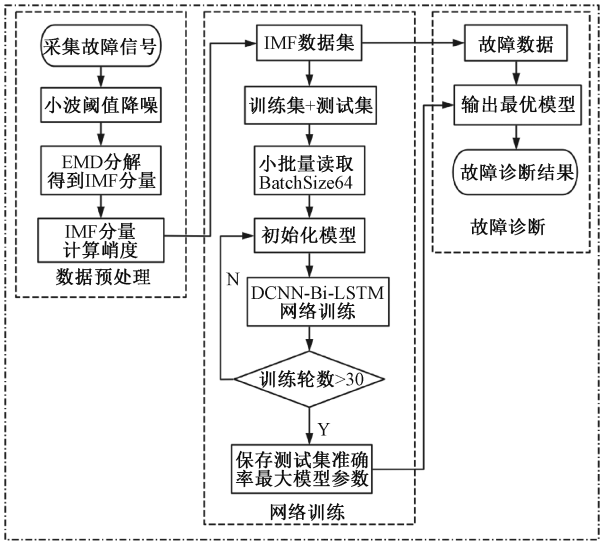 采集故障信号
小波阈值降噪
EMD分解
得到IMF分量
IMF分量
计算峭度
数据预处理
IMF数据集
训练集+测试集
小批量读取
BatchSize64
初始化模型
N
DCNN-Bi-LSTM
网络训练
训练轮数>30
Y
保存测试集准确
率最大模型参数
网络训练
故障数据
输出最优模型
故障诊断结果
故障诊断